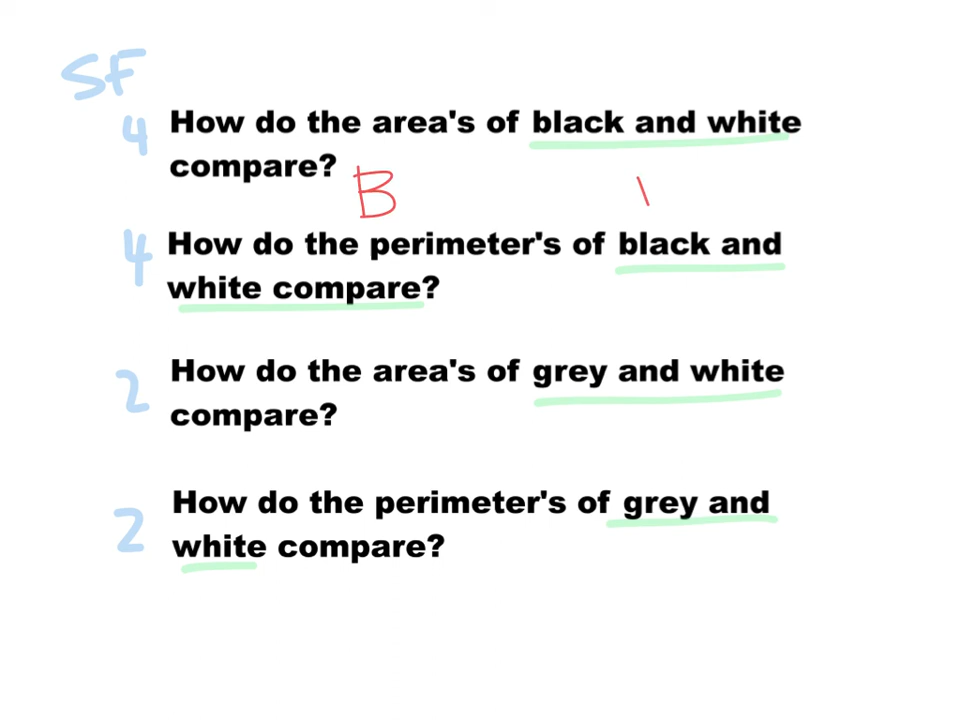 SF
4 How do the area's of black and white
compare?
B \
4 How do the perimeter's of black and
white compare?
2 How do the area's of grey and white
compare?
2 How do the perimeter's of grey and
white compare?